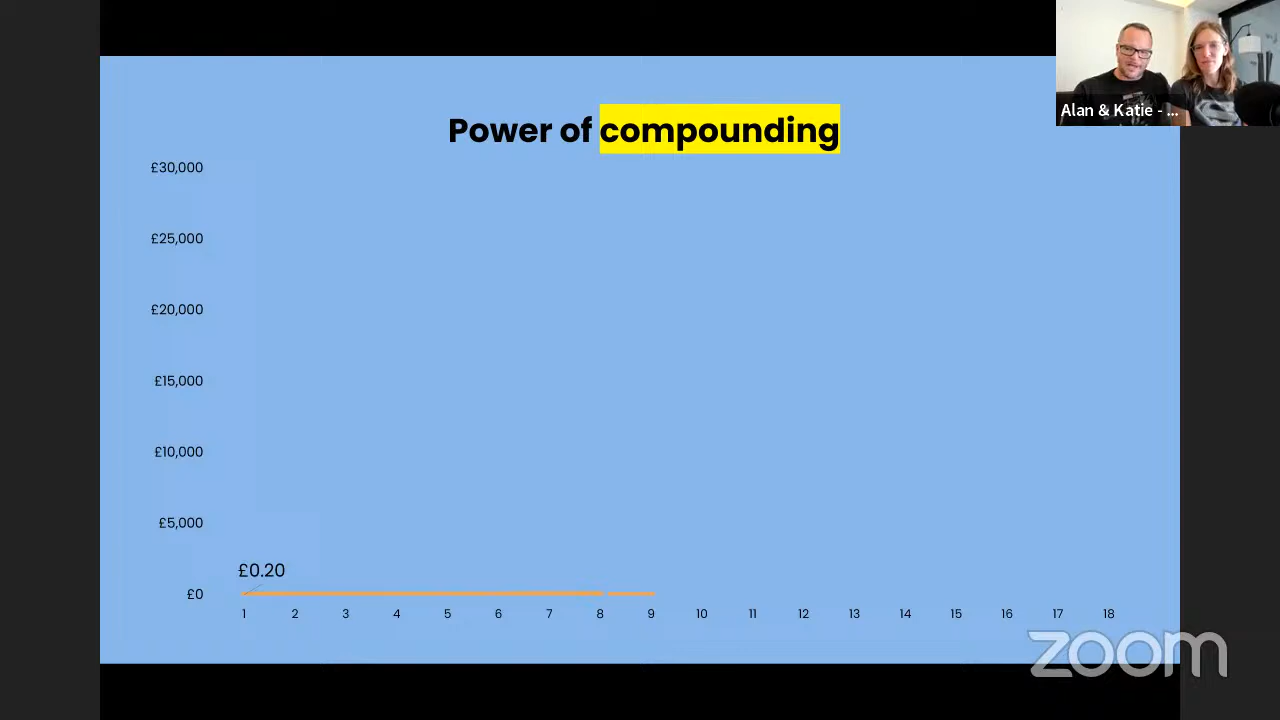 Alan & Katie - ...
Power of compounding
£30,000
£25,000
£20,000
£15,000
£10,000
£5,000
£0.20
£0
1 2 3 4 5 6 7 8 9 10 11 12 13 14 15 16 17 18
zoom